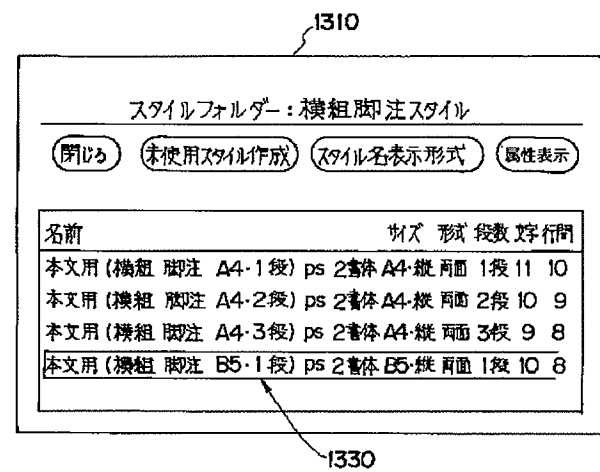 1310
スタイルフォルダー：横組脚注スタイル
閉じる 未使用スタイル作成 スタイル名表示形式 属性表示
名前 サイズ 形式 段数 文字 行間
本文用 (横組 脚注 A4・1段) ps 2書体 A4・縦 両面 1段 11 10
本文用 (横組 脚注 A4・2段) ps 2書体 A4・縦 両面 2段 10 9
本文用 (横組 脚注 A4・3段) ps 2書体 A4・縦 両面 3段 9 8
本文用 (横組 脚注 B5・1段) ps 2書体 B5・縦 両面 1段 10 8
1330